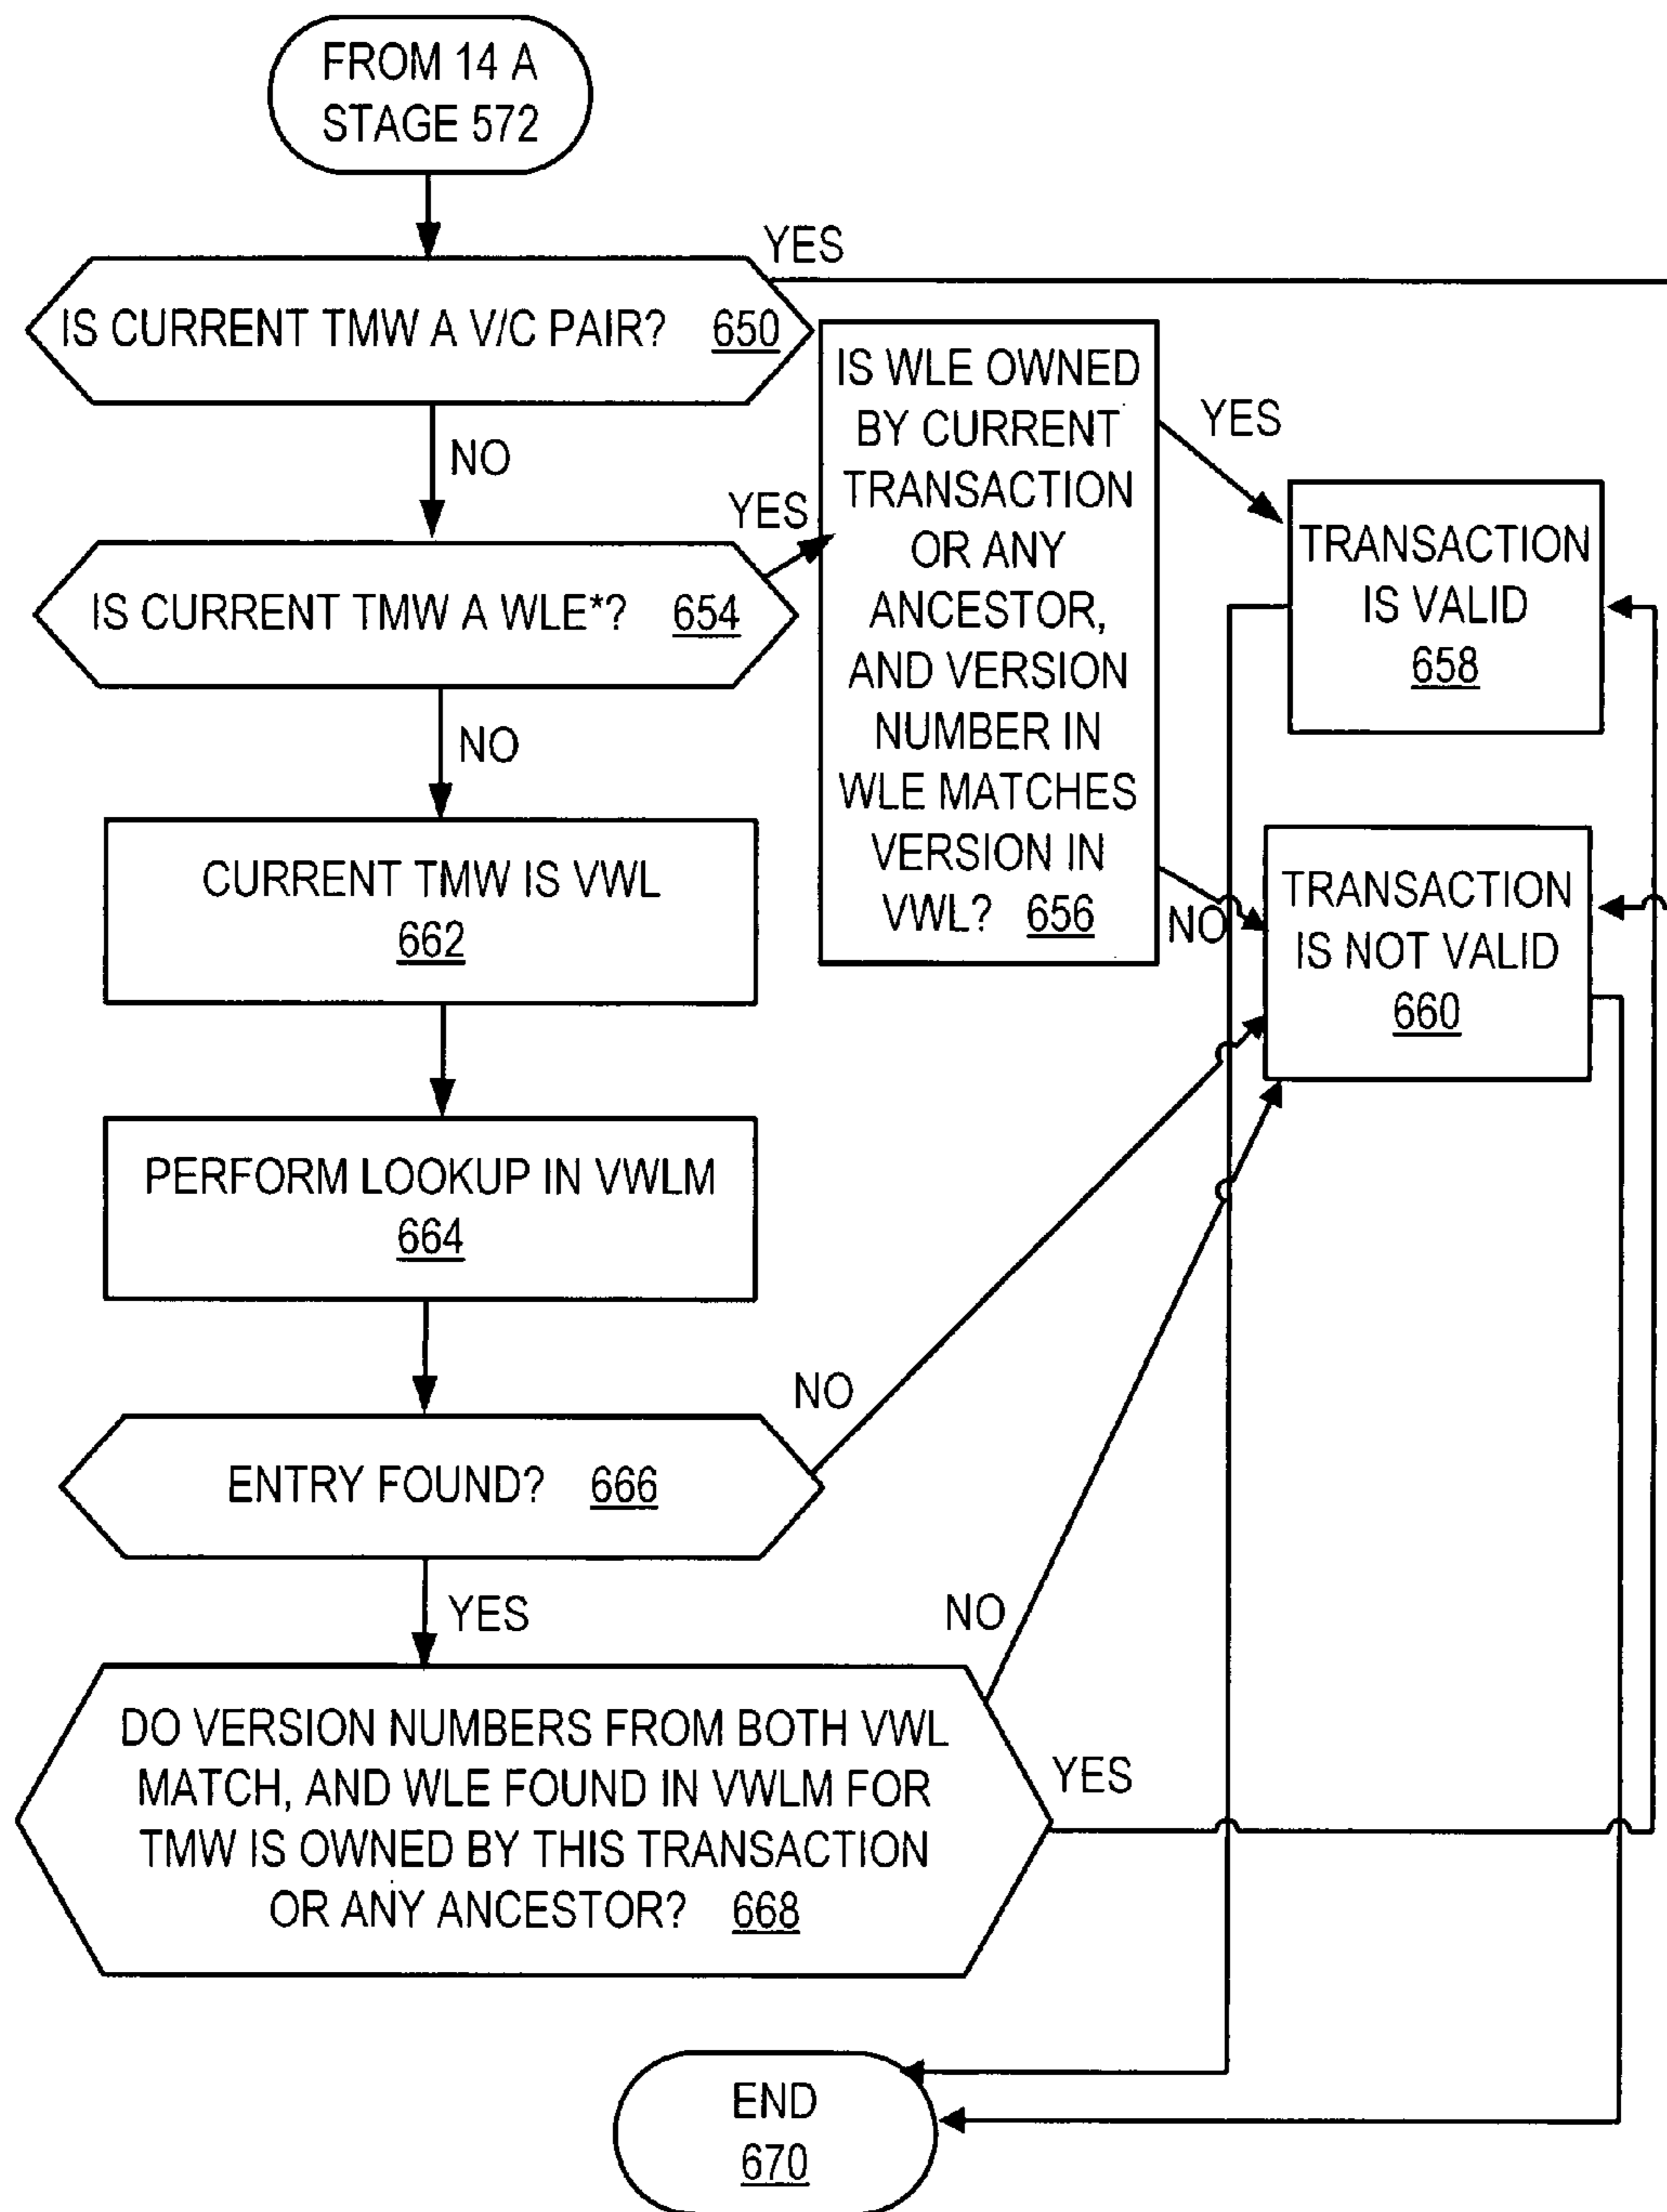 FROM 14 A
STAGE 572
YES
IS CURRENT TMW A V/C PAIR? 650
NO
IS WLE OWNED
BY CURRENT
TRANSACTION
OR ANY
ANCESTOR,
AND VERSION
NUMBER IN
WLE MATCHES
VERSION IN
VWL? 656
YES
YES
IS CURRENT TMW A WLE*? 654
TRANSACTION
IS VALID
658
NO
CURRENT TMW IS VWL
662
NO
TRANSACTION
IS NOT VALID
660
PERFORM LOOKUP IN VWLM
664
NO
ENTRY FOUND? 666
YES
NO
DO VERSION NUMBERS FROM BOTH VWL
MATCH, AND WLE FOUND IN VWLM FOR
TMW IS OWNED BY THIS TRANSACTION
OR ANY ANCESTOR? 668
YES
END
670